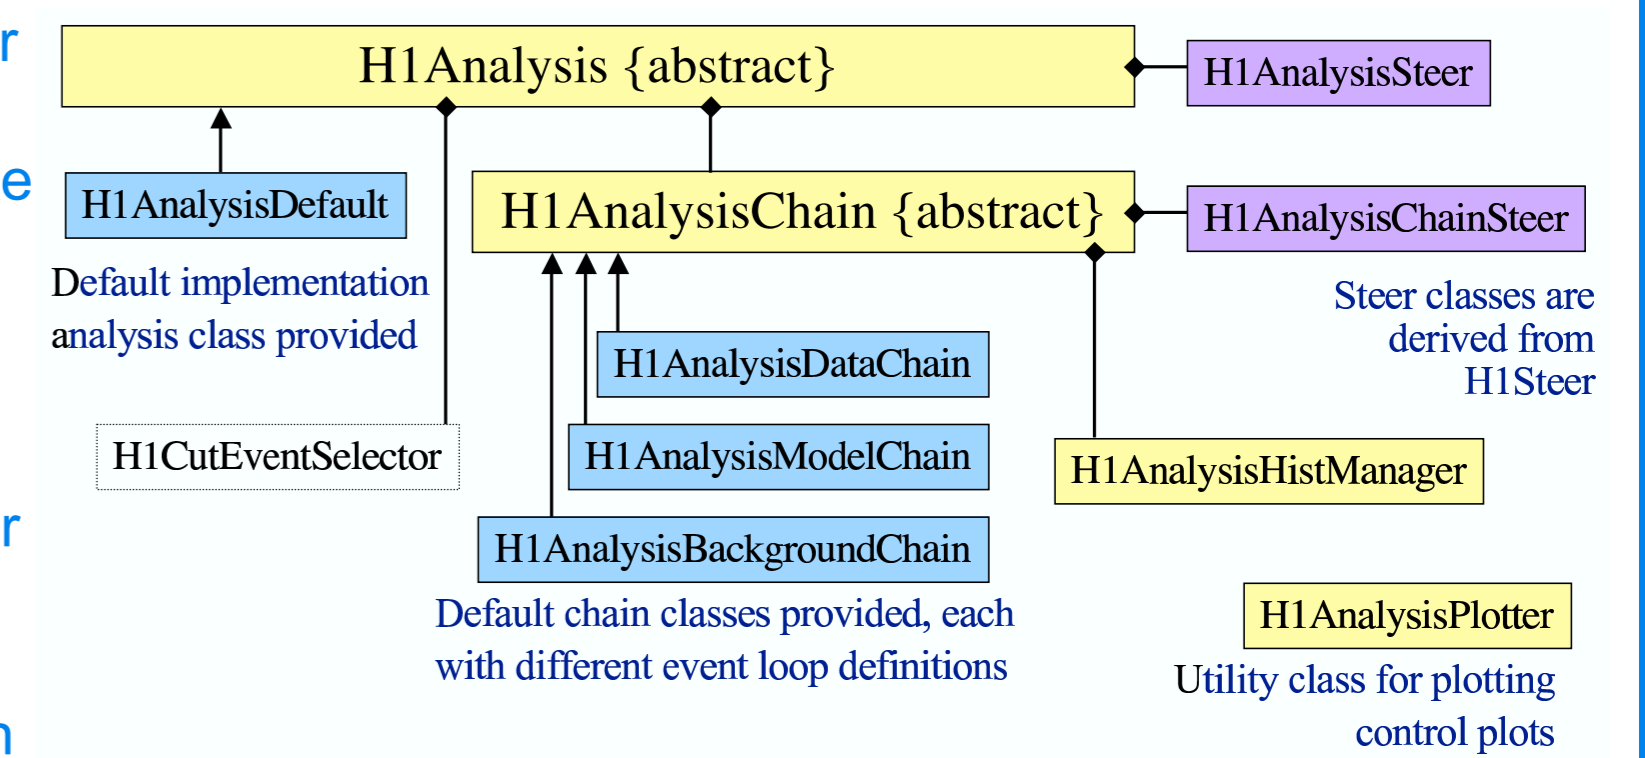 r
H1Analysis {abstract}
H1AnalysisSteer
e
H1AnalysisDefault
H1AnalysisChain {abstract}
H1AnalysisChainSteer
Default implementation
analysis class provided
Steer classes are
derived from
H1Steer
H1AnalysisDataChain
H1CutEventSelector
H1AnalysisModelChain
H1AnalysisHistManager
r
H1AnalysisBackgroundChain
Default chain classes provided, each
with different event loop definitions
H1AnalysisPlotter
Utility class for plotting
control plots